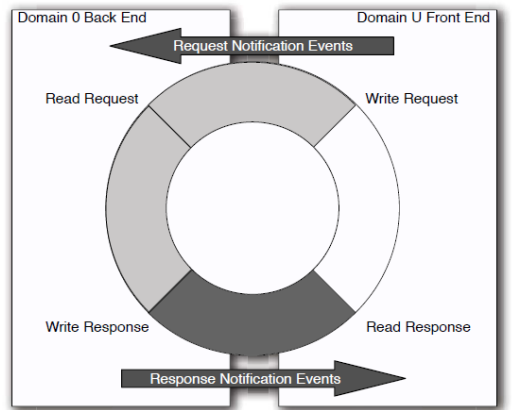 Domain 0 Back End
Domain U Front End
Request Notification Events
Read Request
Write Request
Write Response
Read Response
Response Notification Events